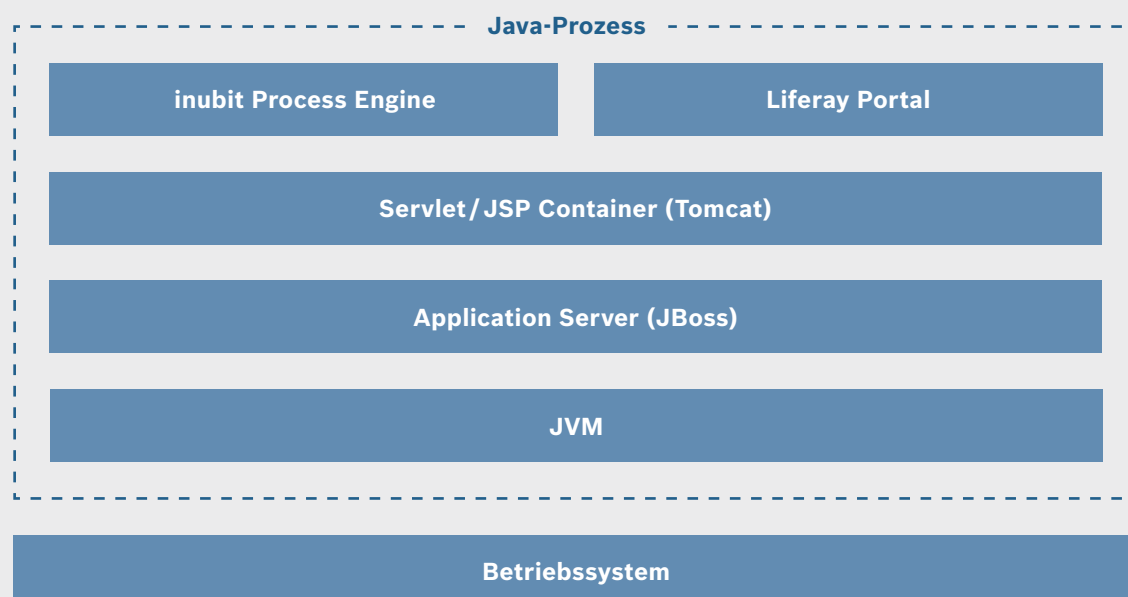 Java-Prozess
inubit Process Engine
Liferay Portal
Servlet/JSP Container (Tomcat)
Application Server (JBoss)
JVM
Betriebssystem